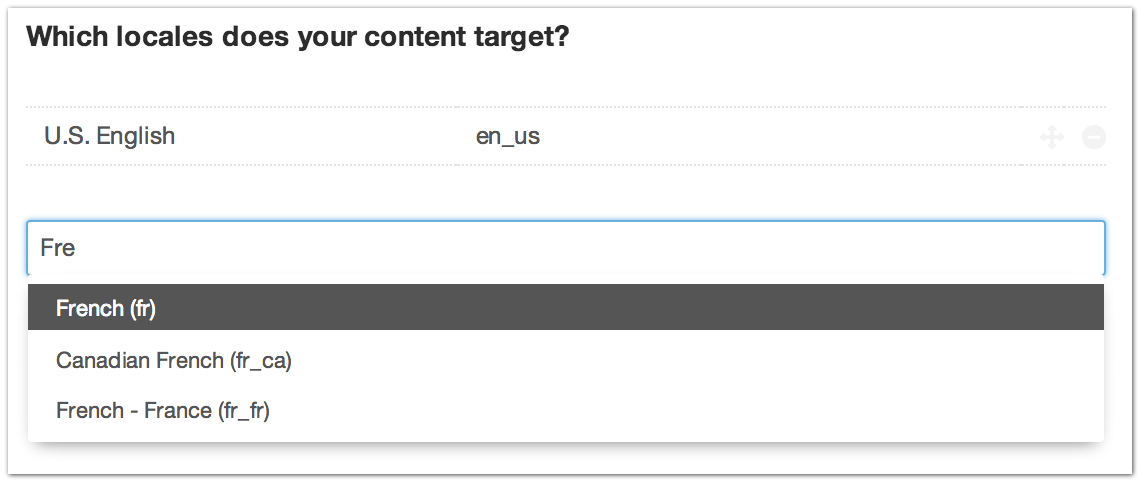 Which locales does your content target?
U.S. English en_us
Fre
French (fr)
Canadian French (fr_ca)
French - France (fr_fr)